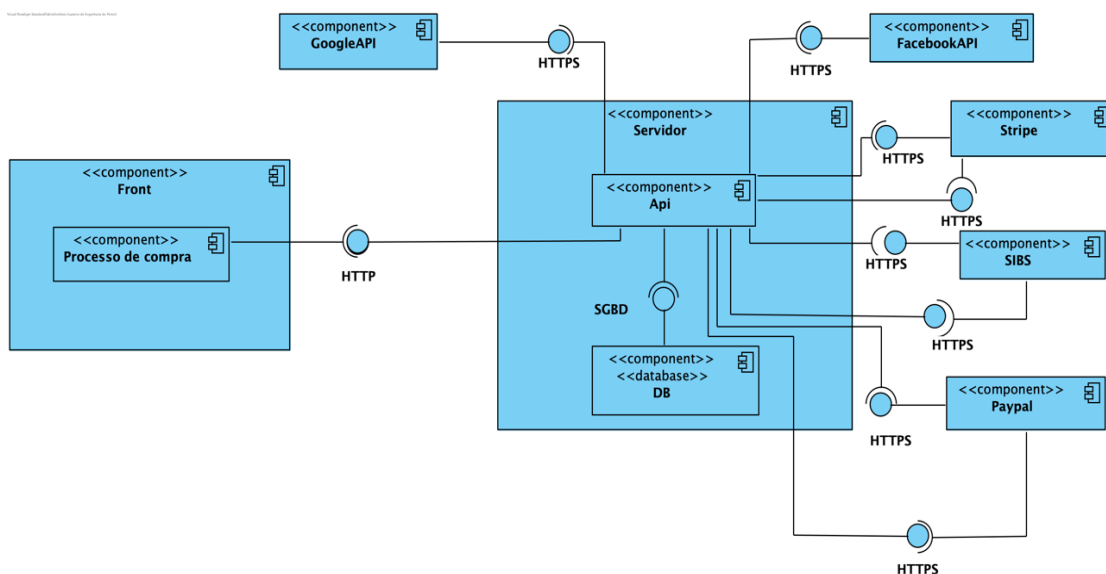 <<component>>
GoogleAPI
HTTPS
<<component>>
FacebookAPI
HTTPS
<<component>>
Servidor
<<component>>
Stripe
HTTPS
HTTPS
<<component>>
Front
<<component>>
Processo de compra
HTTP
<<component>>
Api
<<component>>
SIBS
HTTPS
HTTPS
SGBD
<<component>>
<<database>>
DB
<<component>>
Paypal
HTTPS
HTTPS